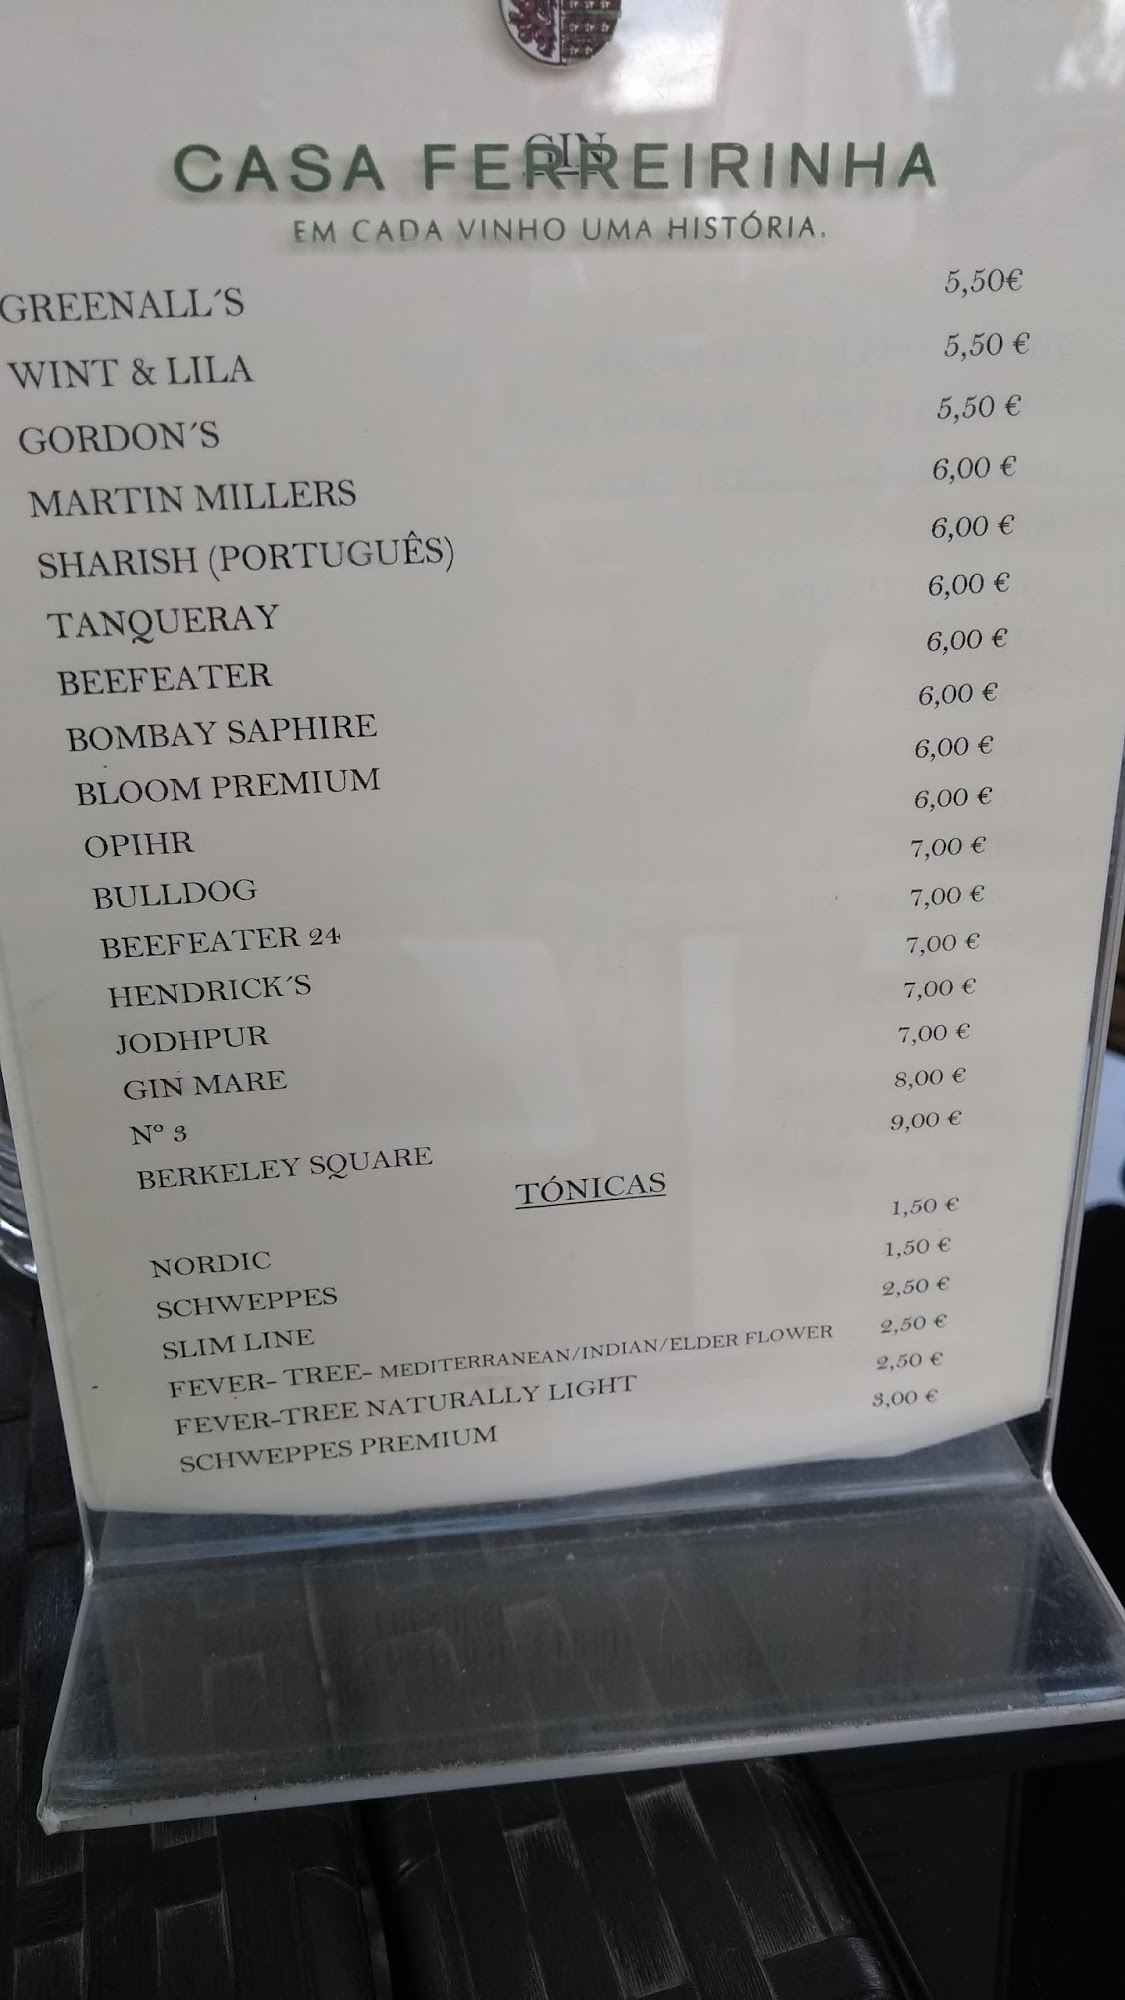 GIN
CASA FERREIRINHA
EM CADA VINHO UMA HISTÓRIA.
GREENALL´S 5,50€
WINT & LILA 5,50 €
GORDON´S 5,50 €
MARTIN MILLERS 6,00 €
SHARISH (PORTUGUÊS) 6,00 €
TANQUERAY 6,00 €
BEEFEATER 6,00 €
BOMBAY SAPHIRE 6,00 €
BLOOM PREMIUM 6,00 €
OPIHR 6,00 €
BULLDOG 7,00 €
BEEFEATER 24 7,00 €
HENDRICK´S 7,00 €
JODHPUR 7,00 €
GIN MARE 7,00 €
Nº 3 8,00 €
BERKELEY SQUARE 9,00 €
TÓNICAS
NORDIC 1,50 €
SCHWEPPES 1,50 €
SLIM LINE 2,50 €
FEVER- TREE- MEDITERRANEAN/INDIAN/ELDER FLOWER 2,50 €
FEVER-TREE NATURALLY LIGHT 2,50 €
SCHWEPPES PREMIUM 3,00 €